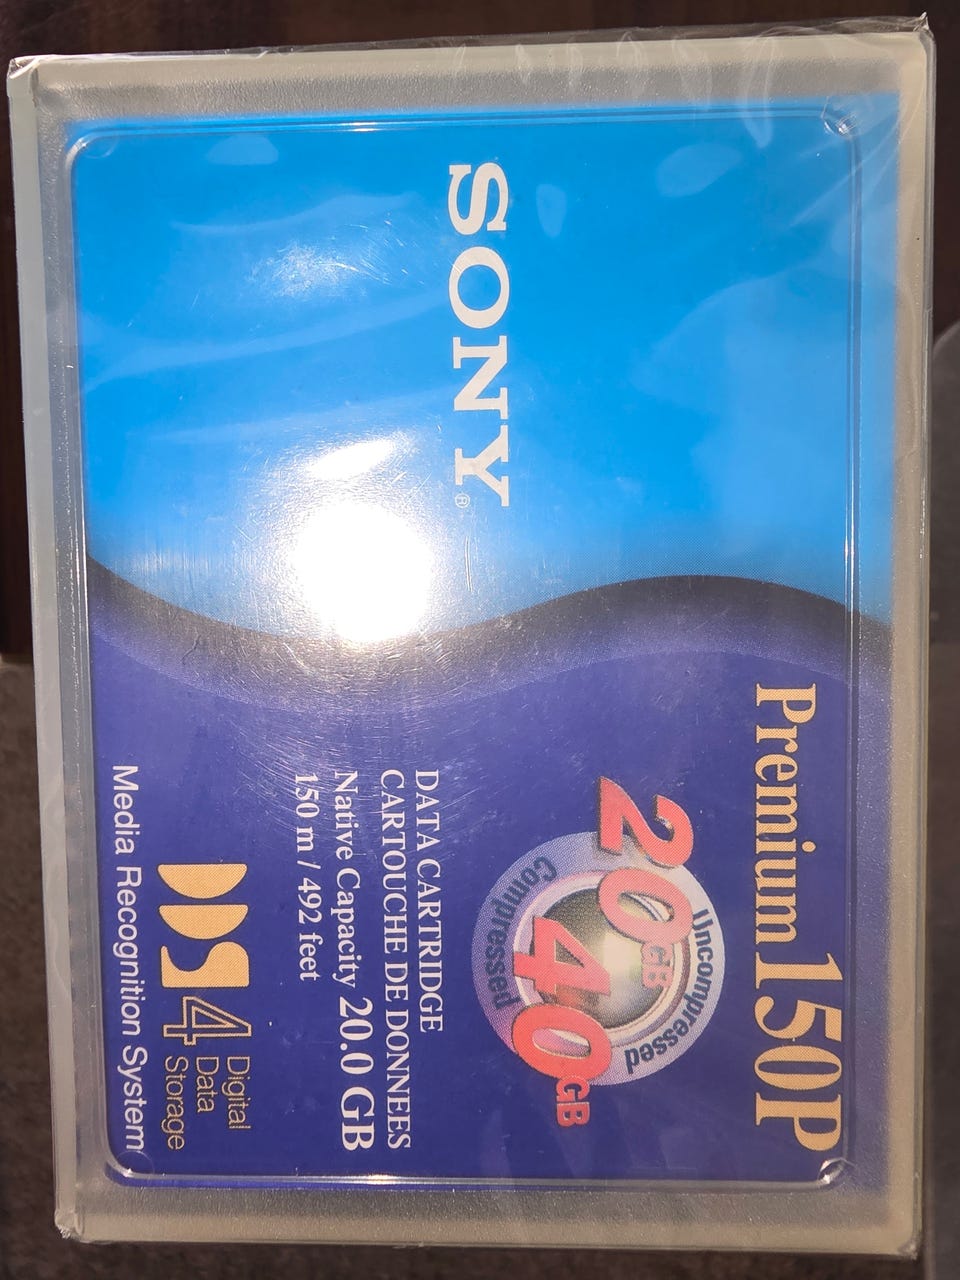 SONY®
Premium 150P
Uncompressed
20GB
40GB
Compressed
DATA CARTRIDGE
CARTOUCHE DE DONNEES
Native Capacity 20.0 GB
150 m / 492 feet
DDS4
Digital
Data
Storage
Media Recognition System